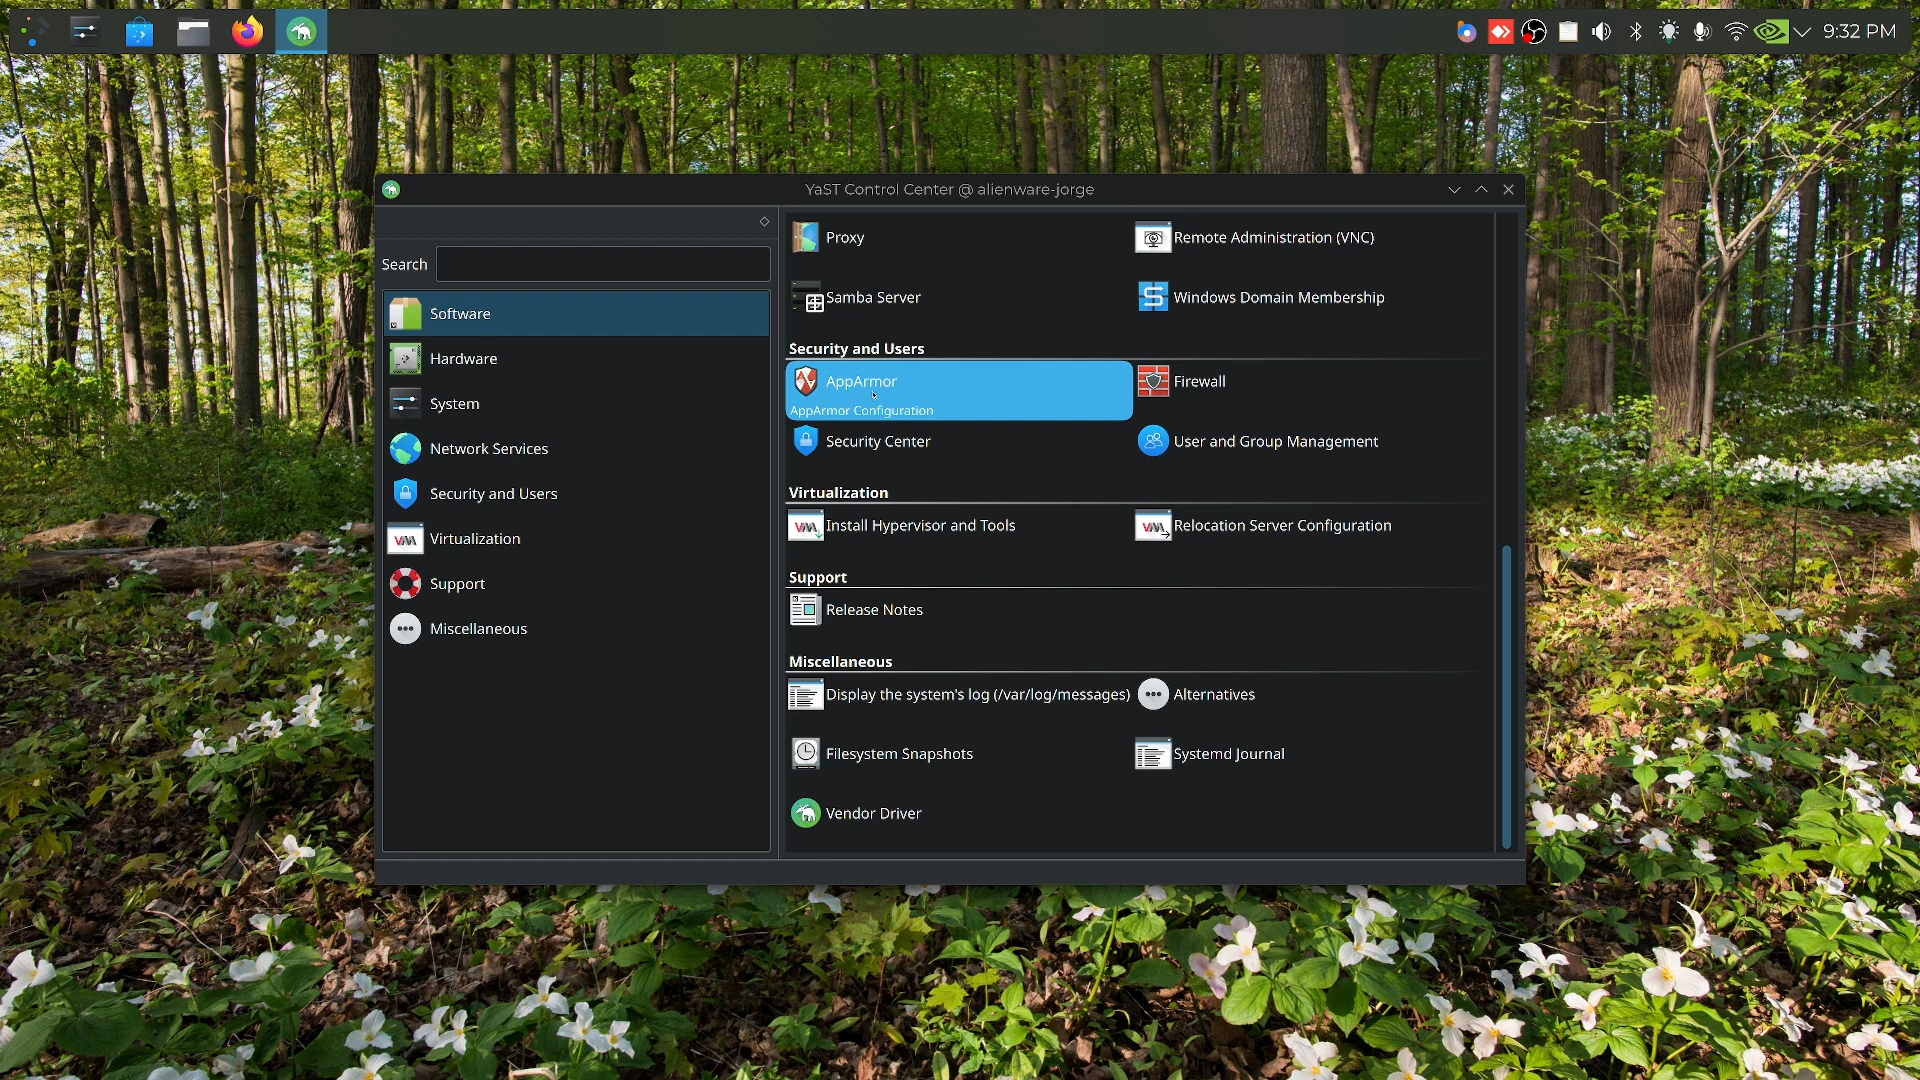 9:32 PM
YaST Control Center @ alienware-jorge
Search
Software
Hardware
System
Network Services
Security and Users
Virtualization
Support
Miscellaneous
Proxy
Remote Administration (VNC)
Samba Server
Windows Domain Membership
Security and Users
AppArmor
AppArmor Configuration
Firewall
Security Center
User and Group Management
Virtualization
Install Hypervisor and Tools
Relocation Server Configuration
Support
Release Notes
Miscellaneous
Display the system's log (/var/log/messages)
Alternatives
Filesystem Snapshots
Systemd Journal
Vendor Driver